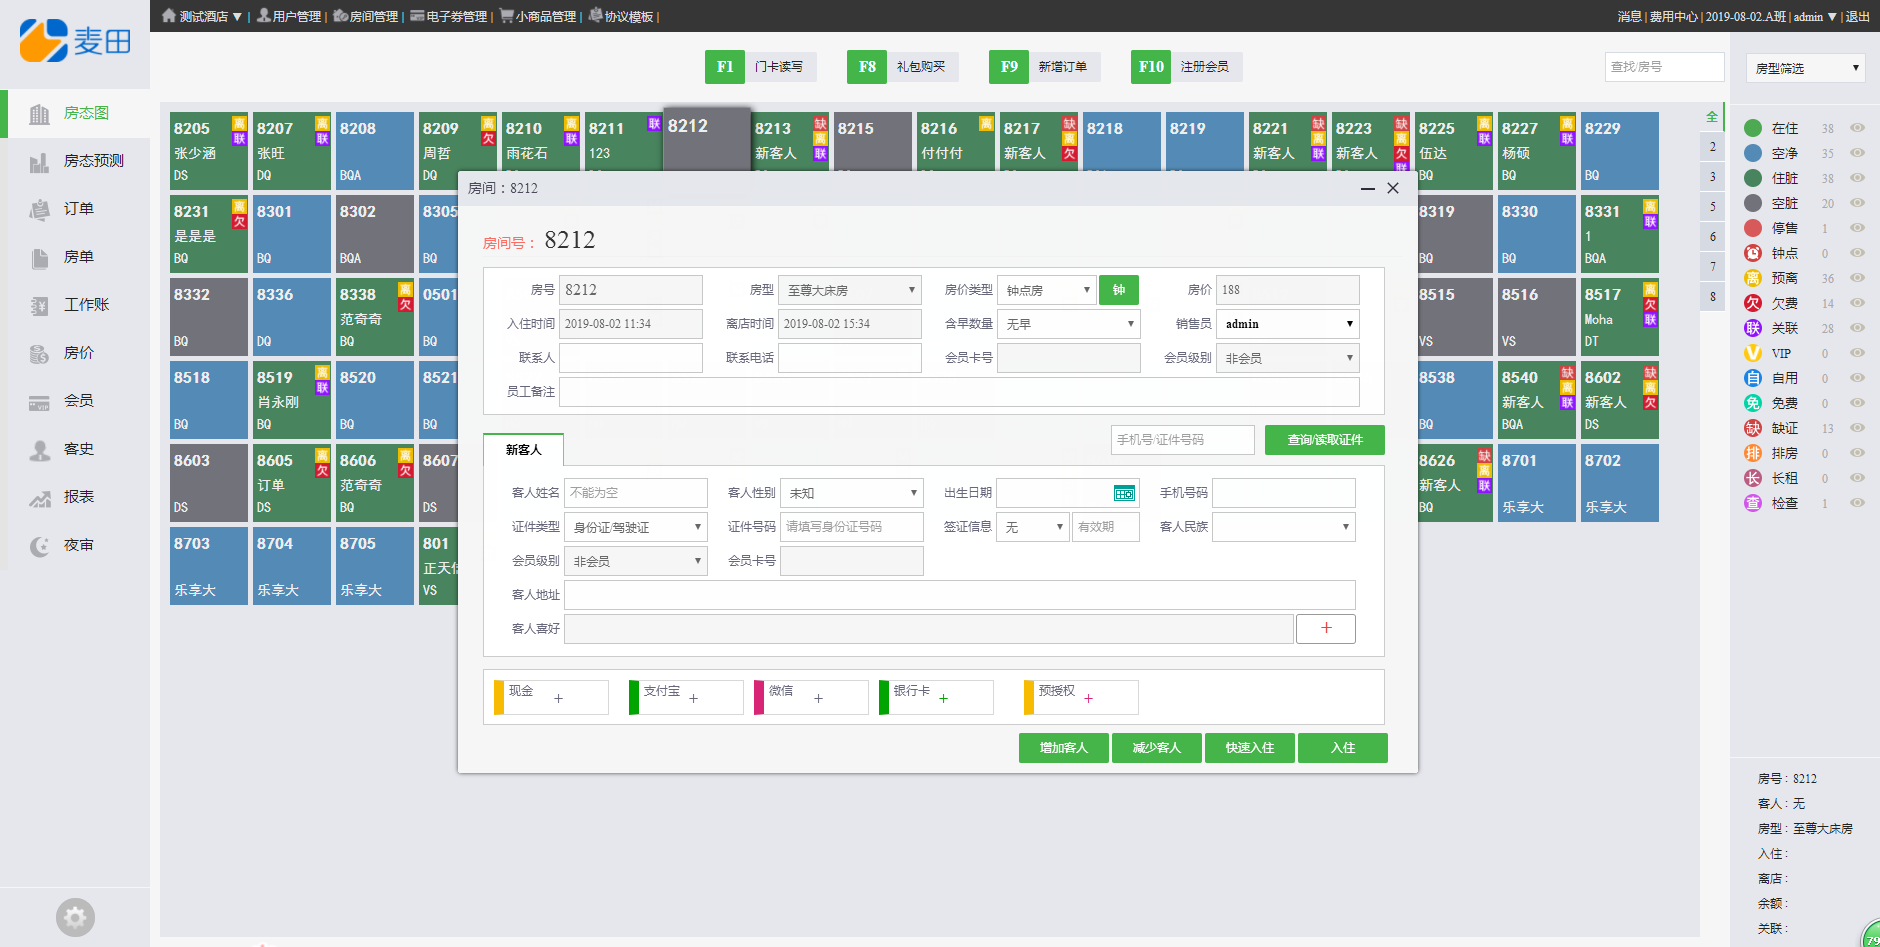 麦田
测试酒店 ▼ | 用户管理 | 房间管理 | 电子券管理 | 小商品管理 | 协议模板 |
消息 | 费用中心 | 2019-08-02.A班 | admin ▼ | 退出
F1 门卡读写
F8 礼包购买
F9 新增订单
F10 注册会员
查找/房号
房型筛选
房态图
房态预测
订单
房单
工作账
房价
会员
客史
报表
夜审
8205 离 联
张少涵
DS
8207 离 联
张旺
DQ
8208
BQA
8209 离 欠
周哲
DQ
8210 离 联
雨花石
8211 联
123
8212
8213 缺 离 联
新客人
8215
8216 离
付付付
8217 缺 离 欠
新客人
8218
8219
8221 缺 离 联
新客人
8223 缺 离 欠 联
新客人
8225 离 联
伍达
BQ
8227 离 联
杨硕
BQ
8229
BQ
8231 离 欠
是是是
BQ
8301
BQ
8302
BQA
8305
BQ
8319
BQ
8330
BQ
8331 离 联
1
BQA
8332
BQ
8336
DQ
8338 离 欠
范奇奇
BQ
0501
BQ
8515
VS
8516
VS
8517 离 欠 联
Moha
DT
8518
BQ
8519 离 联
肖永刚
BQ
8520
BQ
8521
BQ
8538
BQ
8540 缺 离 联
新客人
BQA
8602 缺 离 欠
新客人
DS
8603
DS
8605 离 欠
订单
DS
8606 离 欠
范奇奇
BQ
8607
DS
8626 缺 离 联
新客人
BQ
8701
乐享大
8702
乐享大
8703
乐享大
8704
乐享大
8705
乐享大
801
VS
全
2
3
5
6
7
8
在住 38
空净 35
住脏 38
空脏 20
停售 1
钟点 0
离 预离 36
欠 欠费 14
联 关联 28
V VIP 0
自 自用 0
免 免费 0
缺 缺证 13
排 排房 0
长 长租 0
查 检查 1
房号 : 8212
客人 : 无
房型 : 至尊大床房
入住 :
离店 :
余额 :
关联 :
79
房间 : 8212
房间号 : 8212
房号 8212 房型 至尊大床房 房价类型 钟点房 钟 房价 188
入住时间 2019-08-02 11:34 离店时间 2019-08-02 15:34 含早数量 无早 销售员 admin
联系人 联系电话 会员卡号 会员级别 非会员
员工备注
新客人
手机号/证件号码 查询/读取证件
客人姓名 不能为空 客人性别 未知 出生日期 手机号码
证件类型 身份证/驾驶证 证件号码 请填写身份证号码 签证信息 无 有效期 客人民族
会员级别 非会员 会员卡号
客人地址
客人喜好 +
现金 + 支付宝 + 微信 + 银行卡 + 预授权 +
增加客人 减少客人 快速入住 入住